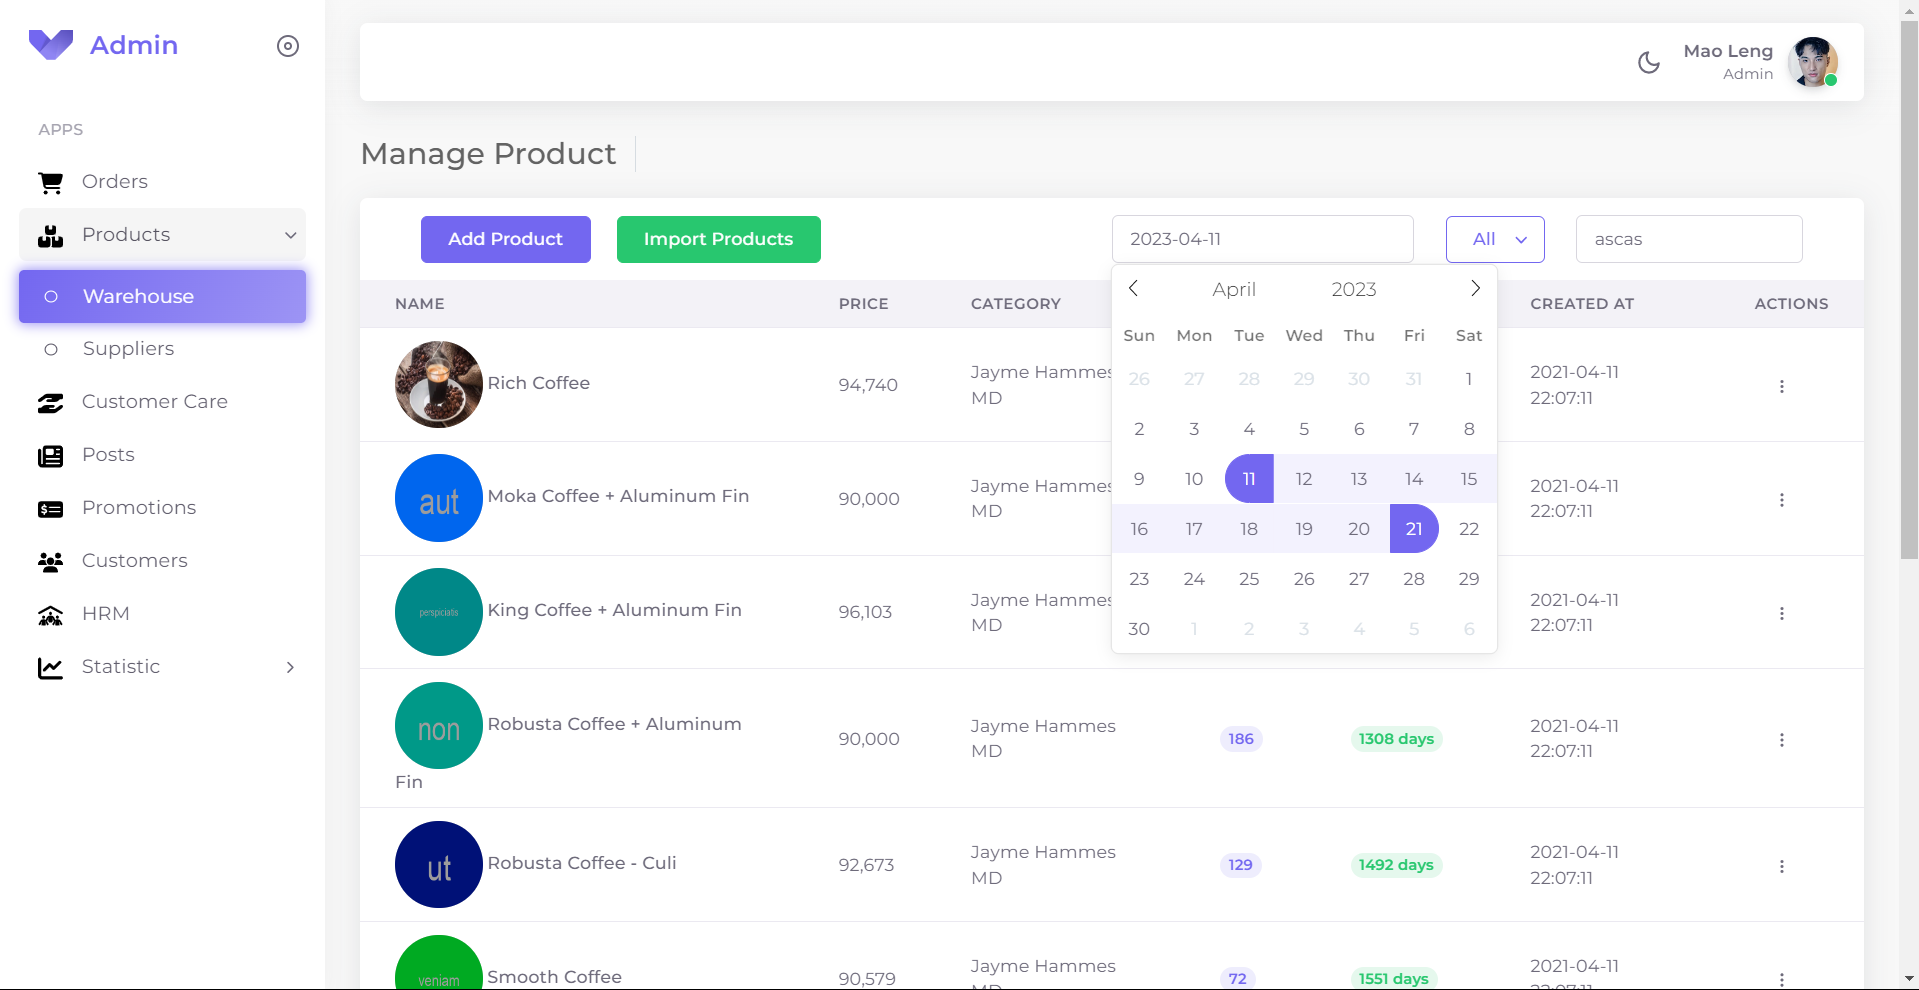 Admin
Mao Leng
Admin
APPS
Orders
Products
Warehouse
Suppliers
Customer Care
Posts
Promotions
Customers
HRM
Statistic
Manage Product
Add Product
Import Products
2023-04-11
All
ascas
NAME PRICE CATEGORY CREATED AT ACTIONS
April 2023
Sun Mon Tue Wed Thu Fri Sat
26 27 28 29 30 31 1
2 3 4 5 6 7 8
9 10 11 12 13 14 15
16 17 18 19 20 21 22
23 24 25 26 27 28 29
30 1 2 3 4 5 6
Rich Coffee 94,740 Jayme Hammes 2021-04-11
MD 22:07:11
aut Moka Coffee + Aluminum Fin 90,000 Jayme Hammes 2021-04-11
MD 22:07:11
perspiciatis King Coffee + Aluminum Fin 96,103 Jayme Hammes 2021-04-11
MD 22:07:11
non Robusta Coffee + Aluminum 90,000 Jayme Hammes 186 1308 days 2021-04-11
Fin MD 22:07:11
ut Robusta Coffee - Culi 92,673 Jayme Hammes 129 1492 days 2021-04-11
MD 22:07:11
veniam Smooth Coffee 90,579 Jayme Hammes 72 1551 days 2021-04-11
MD 22:07:11